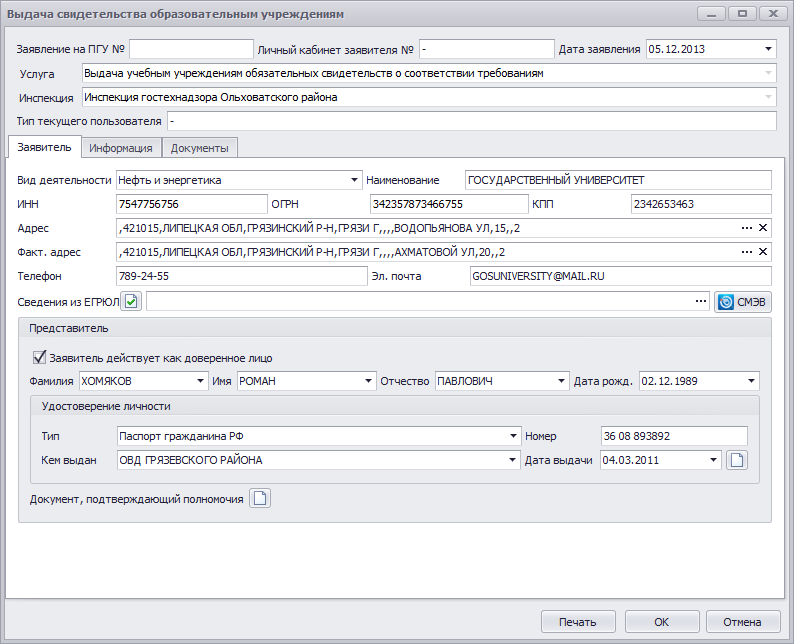 Выдача свидетельства образовательным учреждениям
Заявление на ПГУ № Личный кабинет заявителя № - Дата заявления 05.12.2013
Услуга Выдача учебным учреждениям обязательных свидетельств о соответствии требованиям
Инспекция Инспекция гостехнадзора Ольховатского района
Тип текущего пользователя -
Заявитель Информация Документы
Вид деятельности Нефть и энергетика Наименование ГОСУДАРСТВЕННЫЙ УНИВЕРСИТЕТ
ИНН 7547756756 ОГРН 342357873466755 КПП 2342653463
Адрес ,421015,ЛИПЕЦКАЯ ОБЛ,ГРЯЗИНСКИЙ Р-Н,ГРЯЗИ Г,,,,ВОДОПЬЯНОВА УЛ,15,,2 ...
Факт. адрес ,421015,ЛИПЕЦКАЯ ОБЛ,ГРЯЗИНСКИЙ Р-Н,ГРЯЗИ Г,,,,АХМАТОВОЙ УЛ,20,,2 ...
Телефон 789-24-55 Эл. почта GOSUNIVERSITY@MAIL.RU
Сведения из ЕГРЮЛ ... СМЭВ
Представитель
Заявитель действует как доверенное лицо
Фамилия ХОМЯКОВ Имя РОМАН Отчество ПАВЛОВИЧ Дата рожд. 02.12.1989
Удостоверение личности
Тип Паспорт гражданина РФ Номер 36 08 893892
Кем выдан ОВД ГРЯЗЕВСКОГО РАЙОНА Дата выдачи 04.03.2011
Документ, подтверждающий полномочия
Печать OK Отмена